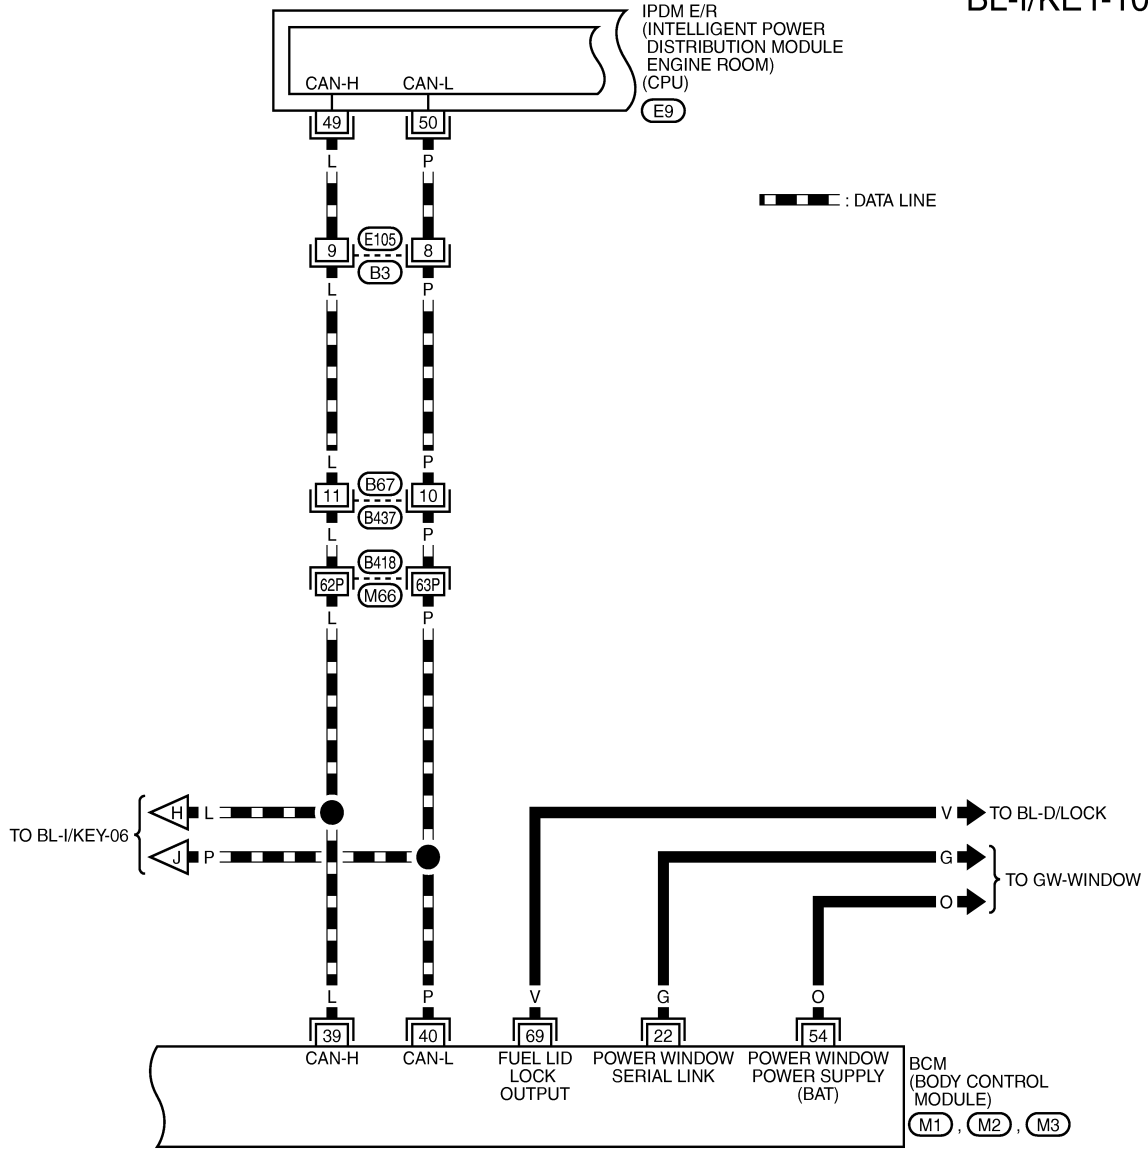 BL-I/KEY-10
IPDM E/R
(INTELLIGENT POWER
DISTRIBUTION MODULE
ENGINE ROOM)
(CPU)
E9
CAN-H CAN-L
49 50
L P
: DATA LINE
9 E105 8
B3
L P
L P
11 B67 10
B437
L P
62P B418 63P
M66
L P
TO BL-I/KEY-06
H L
J P
V TO BL-D/LOCK
G
O
TO GW-WINDOW
L P V G O
39 40 69 22 54
CAN-H CAN-L
FUEL LID
LOCK
OUTPUT
POWER WINDOW
SERIAL LINK
POWER WINDOW
POWER SUPPLY
(BAT)
BCM
(BODY CONTROL
MODULE)
M1 , M2 , M3